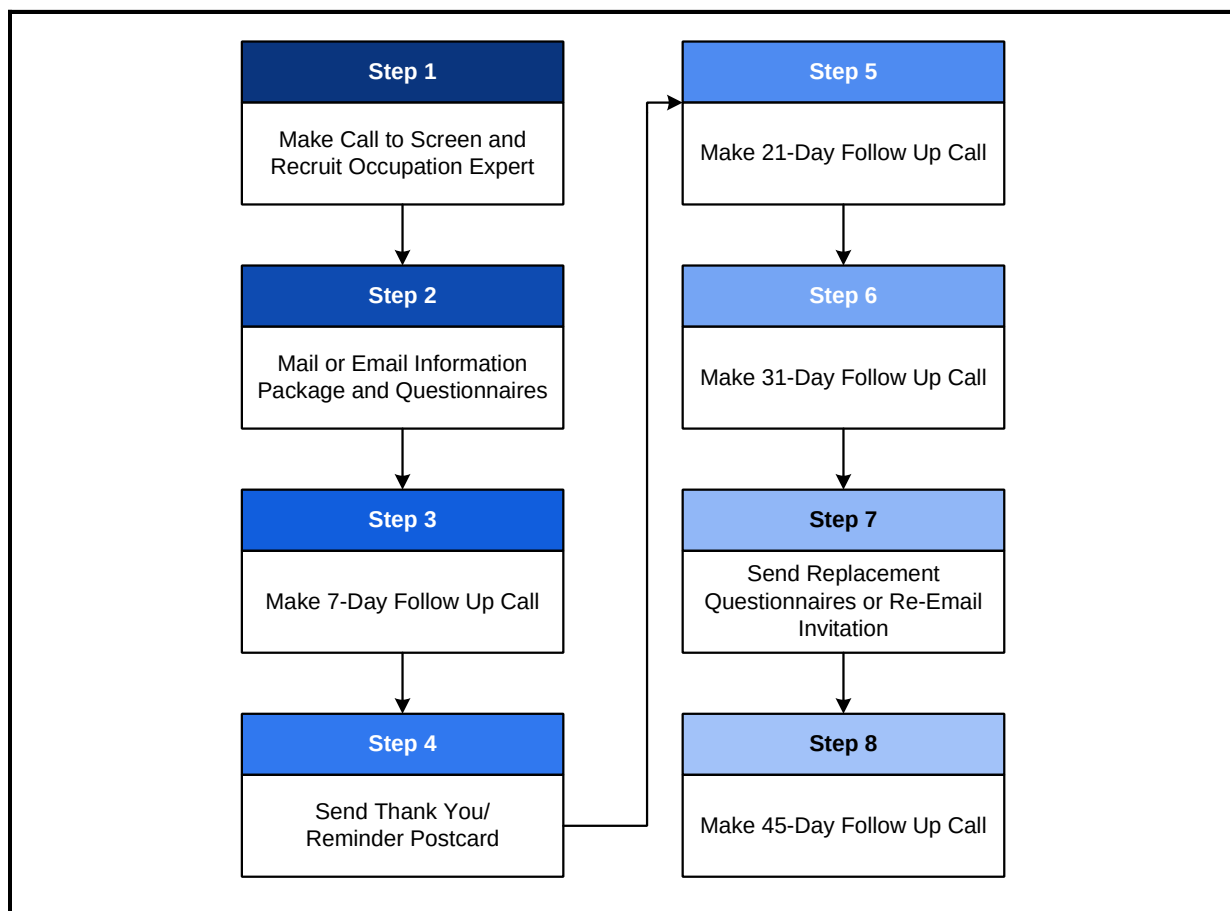 Step 1
Make Call to Screen and
Recruit Occupation Expert
Step 2
Mail or Email Information
Package and Questionnaires
Step 3
Make 7-Day Follow Up Call
Step 4
Send Thank You/
Reminder Postcard
Step 5
Make 21-Day Follow Up Call
Step 6
Make 31-Day Follow Up Call
Step 7
Send Replacement
Questionnaires or Re-Email
Invitation
Step 8
Make 45-Day Follow Up Call